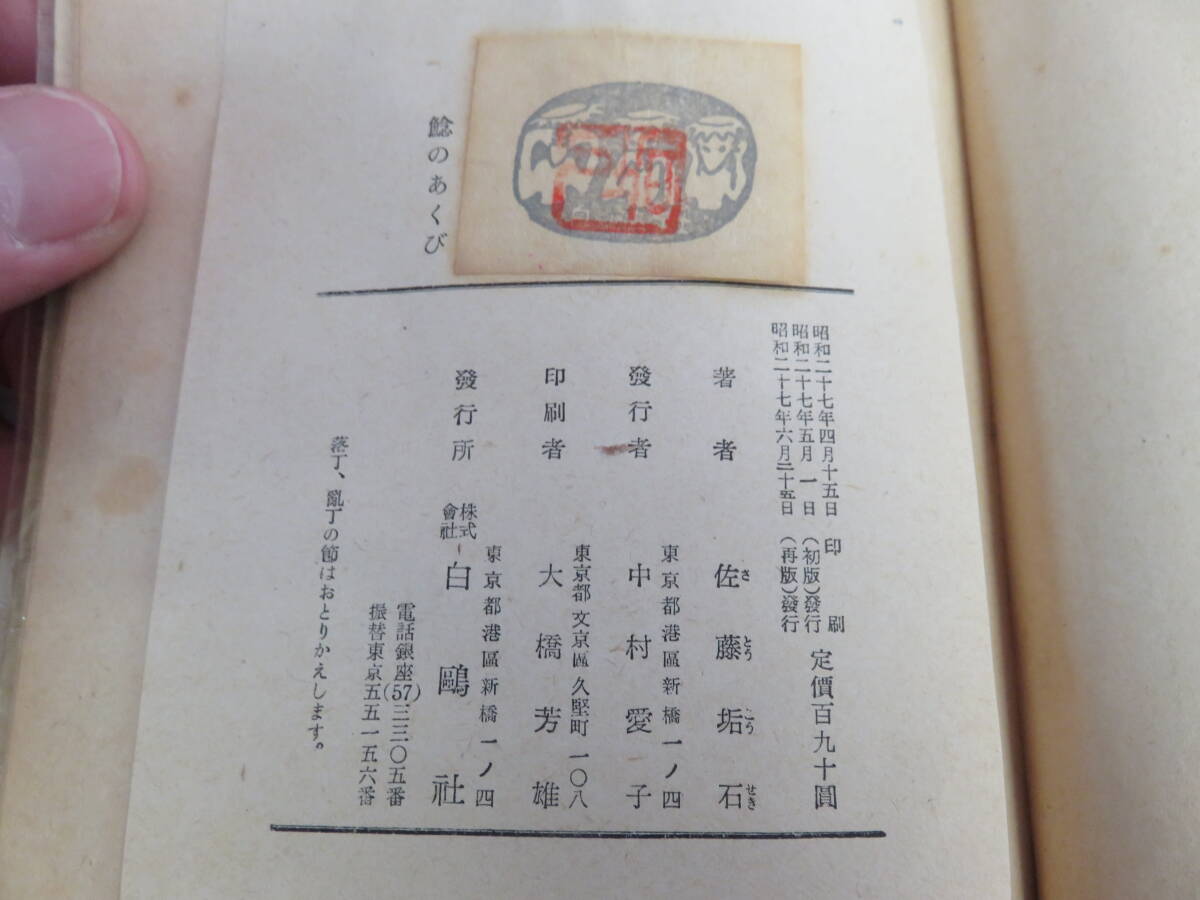 鯰のあくび
昭和二十七年四月十五日 印刷
昭和二十七年五月一日(初版)發行
昭和二十七年六月二十五日(再版)發行
定價百九十圓
著者 佐藤垢石
さとうこうせき
發行者 中村愛子
東京都港區新橋一ノ四
印刷者 大橋芳雄
東京都文京區久堅町一〇八
發行所 株式會社 白鷗社
東京都港區新橋一ノ四
電話銀座(57)三三〇五番
振替東京五五一五六番
落丁、亂丁の節はおとりかえします。